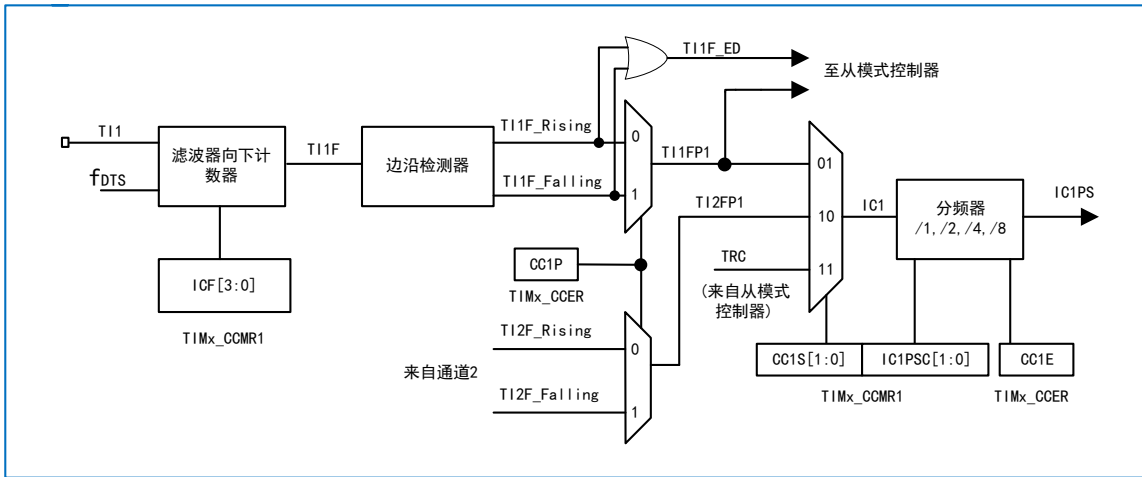 TI1F_ED
至从模式控制器
TI1
fDTS
滤波器向下计
数器
TI1F
边沿检测器
TI1F_Rising
TI1F_Falling
0
1
TI1FP1
TI2FP1
TRC
(来自从模式
控制器)
01
10
11
IC1
分频器
/1,/2,/4,/8
IC1PS
ICF[3:0]
TIMx_CCMR1
CC1P
TIMx_CCER
TI2F_Rising
来自通道2
TI2F_Falling
0
1
CC1S[1:0]
IC1PSC[1:0]
TIMx_CCMR1
CC1E
TIMx_CCER